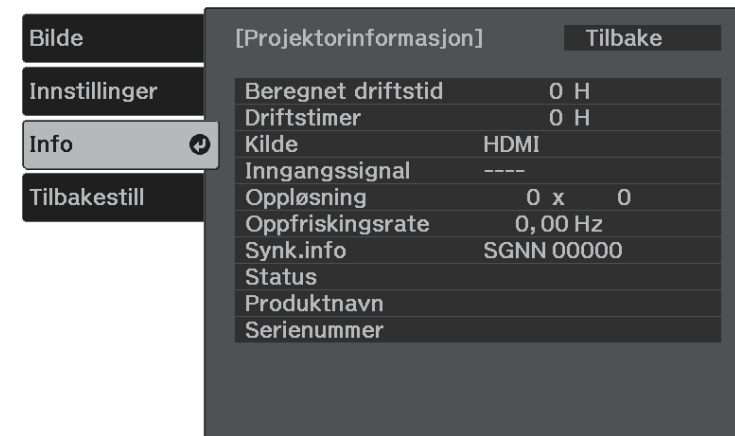 Bilde
Innstillinger
Info
Tilbakestill
[Projektorinformasjon] Tilbake
Beregnet driftstid 0 H
Driftstimer 0 H
Kilde HDMI
Inngangssignal ----
Oppløsning 0 x 0
Oppfriskingsrate 0,00 Hz
Synk.info SGNN 00000
Status
Produktnavn
Serienummer